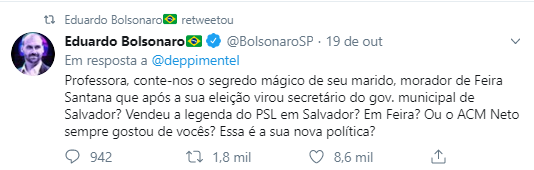 Eduardo Bolsonaro🇧🇷 retweetou
Eduardo Bolsonaro🇧🇷 @BolsonaroSP · 19 de out
Em resposta a @deppimentel
Professora, conte-nos o segredo mágico de seu marido, morador de Feira
Santana que após a sua eleição virou secretário do gov. municipal de
Salvador? Vendeu a legenda do PSL em Salvador? Em Feira? Ou o ACM Neto
sempre gostou de vocês? Essa é a sua nova política?
942 1,8 mil 8,6 mil